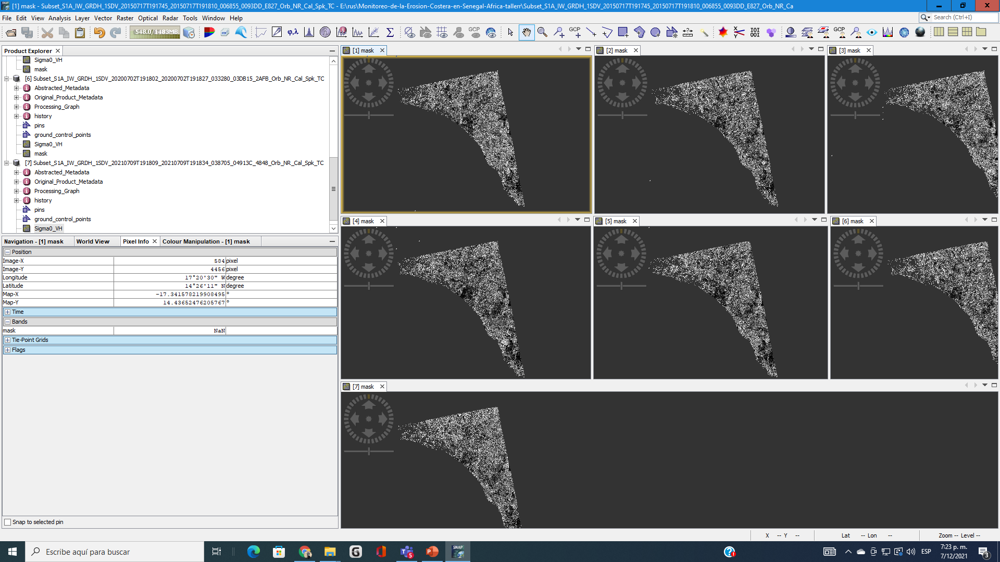 [1] mask - Subset_S1A_IW_GRDH_1SDV_20150717T191745_20150717T191810_006855_0093DD_E827_Orb_NR_Cal_Spk_TC - E:\rus\Monitoreo-de-la-Erosion-Costera-en-Senegal-Africa-tallerr\Subset_S1A_IW_GRDH_1SDV_20150717T191745_20150717T191810_006855_0093DD_E827_Orb_NR_Ca
File Edit View Analysis Layer Vector Raster Optical Radar Tools Window Help
Search (Ctrl+I)
548.0/1483MB
φ,λ
Σ
GCP
GCP
GCP
Product Explorer
Sigma0_VH
mask
[6] Subset_S1A_IW_GRDH_1SDV_20200702T191802_20200702T191827_033280_03DB15_2AFB_Orb_NR_Cal_Spk_TC
Abstracted_Metadata
Original_Product_Metadata
Processing_Graph
history
pins
ground_control_points
Sigma0_VH
mask
[7] Subset_S1A_IW_GRDH_1SDV_20210709T191809_20210709T191834_038705_04913C_4848_Orb_NR_Cal_Spk_TC
Abstracted_Metadata
Original_Product_Metadata
Processing_Graph
history
pins
ground_control_points
Sigma0_VH
Navigation - [1] mask World View Pixel Info Colour Manipulation - [1] mask
Position
Image-X 584 pixel
Image-Y 4456 pixel
Longitude 17°20'30" W degree
Latitude 14°26'11" N degree
Map-X -17.341578219908495 °
Map-Y 14.43652476205767 °
Time
Bands
mask NaN
Tie-Point Grids
Flags
Snap to selected pin
[1] mask
[2] mask
[3] mask
[4] mask
[5] mask
[6] mask
[7] mask
X -- Y -- Lat -- Lon -- Zoom -- Level --
Escribe aquí para buscar
5
SNAP
ESP
7:23 p. m.
7/12/2021
3